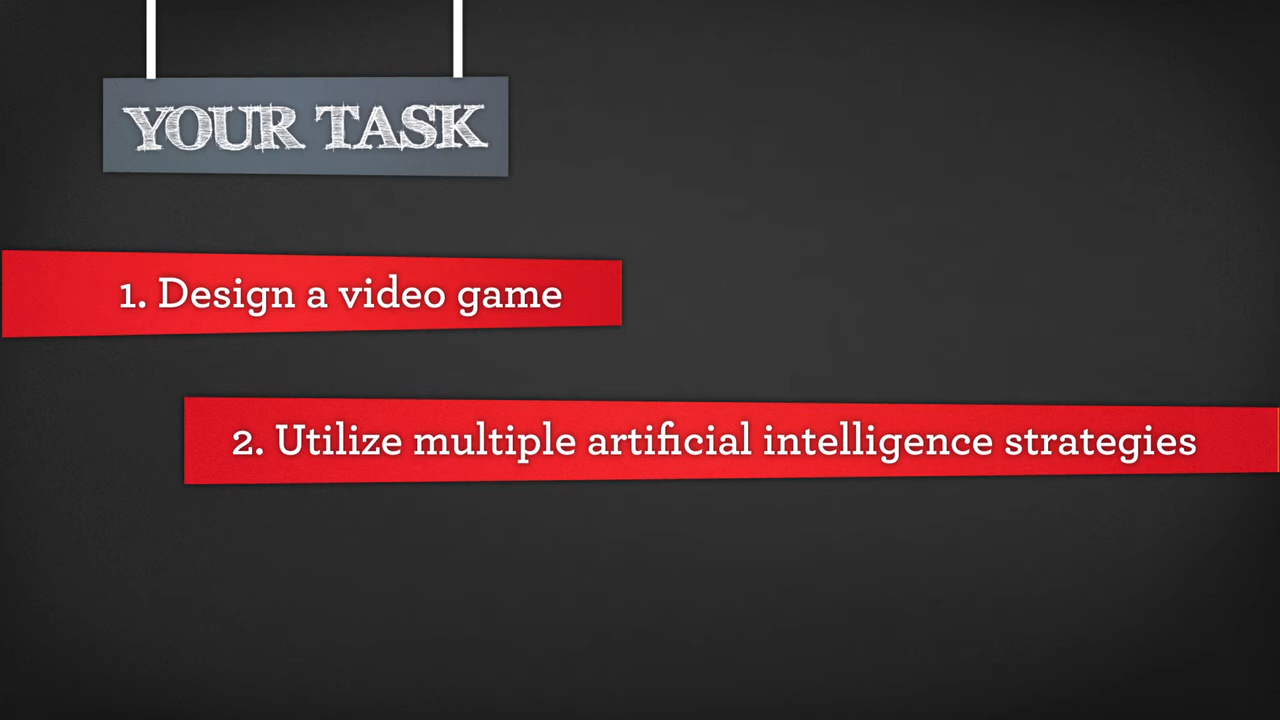 YOUR TASK
1. Design a video game
2. Utilize multiple artificial intelligence strategies